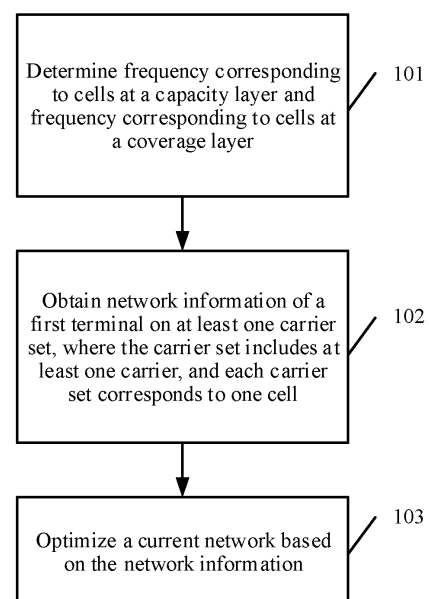 Determine frequency corresponding
to cells at a capacity layer and
frequency corresponding to cells at
a coverage layer
101
Obtain network information of a
first terminal on at least one carrier
set, where the carrier set includes at
least one carrier, and each carrier
set corresponds to one cell
102
Optimize a current network based
on the network information
103